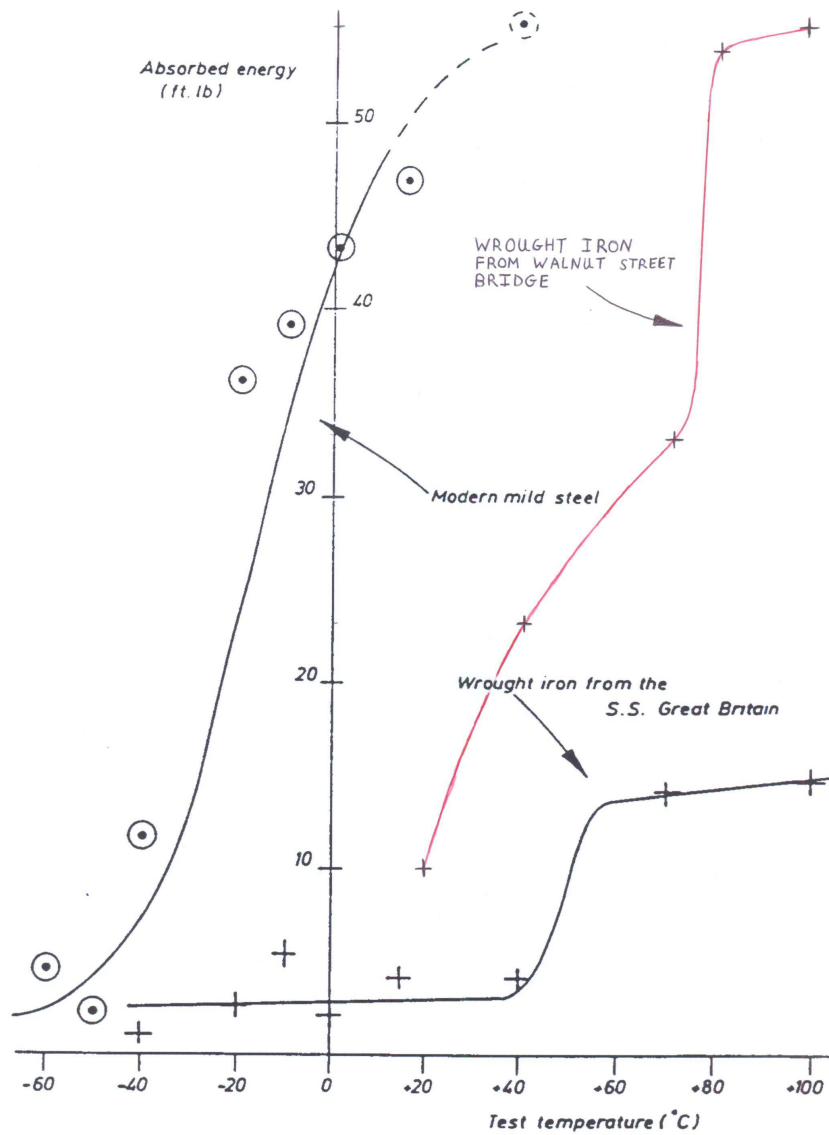 Absorbed energy
(ft. lb)
50
WROUGHT IRON
FROM WALNUT STREET
BRIDGE
40
30
Modern mild steel
20
Wrought iron from the
S.S. Great Britain
10
-60
-40
-20
0
+20
+40
+60
+80
+100
Test temperature (°C)